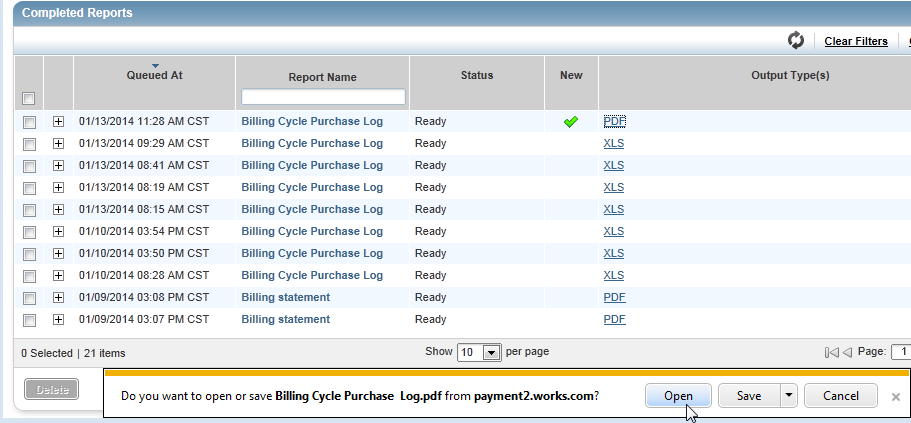 Completed Reports
Clear Filters
Queued At Report Name Status New Output Type(s)
01/13/2014 11:28 AM CST Billing Cycle Purchase Log Ready PDF
01/13/2014 09:29 AM CST Billing Cycle Purchase Log Ready XLS
01/13/2014 08:41 AM CST Billing Cycle Purchase Log Ready XLS
01/13/2014 08:19 AM CST Billing Cycle Purchase Log Ready XLS
01/13/2014 08:15 AM CST Billing Cycle Purchase Log Ready XLS
01/10/2014 03:54 PM CST Billing Cycle Purchase Log Ready XLS
01/10/2014 03:50 PM CST Billing Cycle Purchase Log Ready XLS
01/10/2014 08:28 AM CST Billing Cycle Purchase Log Ready XLS
01/09/2014 03:08 PM CST Billing statement Ready PDF
01/09/2014 03:07 PM CST Billing statement Ready PDF
0 Selected | 21 items Show 10 per page Page: 1
Delete
Do you want to open or save Billing Cycle Purchase Log.pdf from payment2.works.com? Open Save Cancel